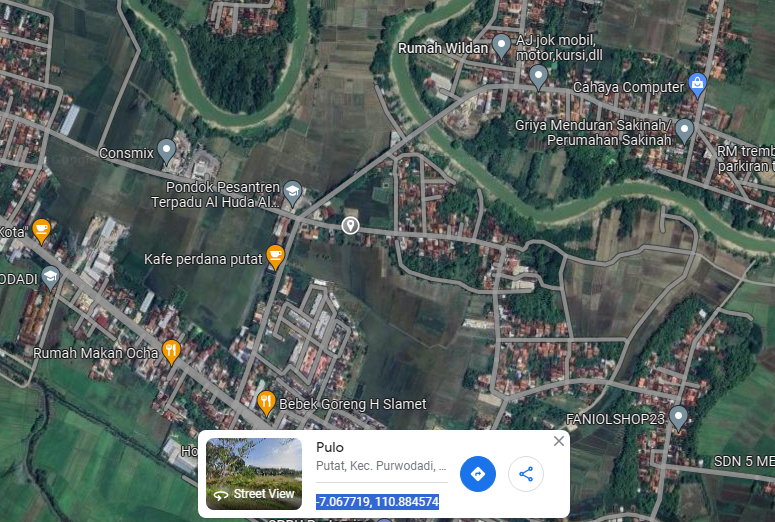 Rumah Wildan
AJ jok mobil,
motor,kursi,dll
Cahaya Computer
Griya Menduran Sakinah/
Perumahan Sakinah
RM tremb
parkiran t
Consmix
Pondok Pesantren
Terpadu Al Huda Al...
Kota"
Kafe perdana putat
ODADI
Rumah Makan Ocha
Bebek Goreng H Slamet
FANIOLSHOP23
Ho
SDN 5 ME
Pulo
Putat, Kec. Purwodadi, ...
Street View
-7.067719, 110.884574